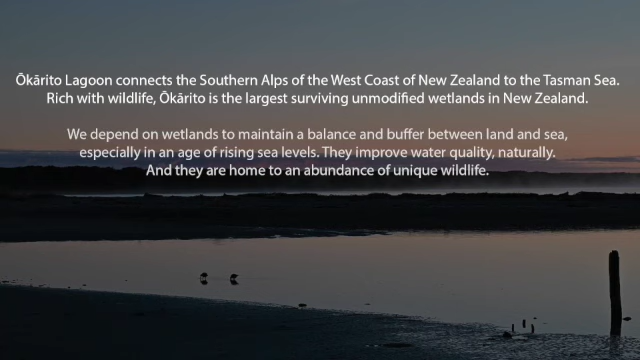 Ōkārito Lagoon connects the Southern Alps of the West Coast of New Zealand to the Tasman Sea.
Rich with wildlife, Ōkārito is the largest surviving unmodified wetlands in New Zealand.
We depend on wetlands to maintain a balance and buffer between land and sea,
especially in an age of rising sea levels. They improve water quality, naturally.
And they are home to an abundance of unique wildlife.